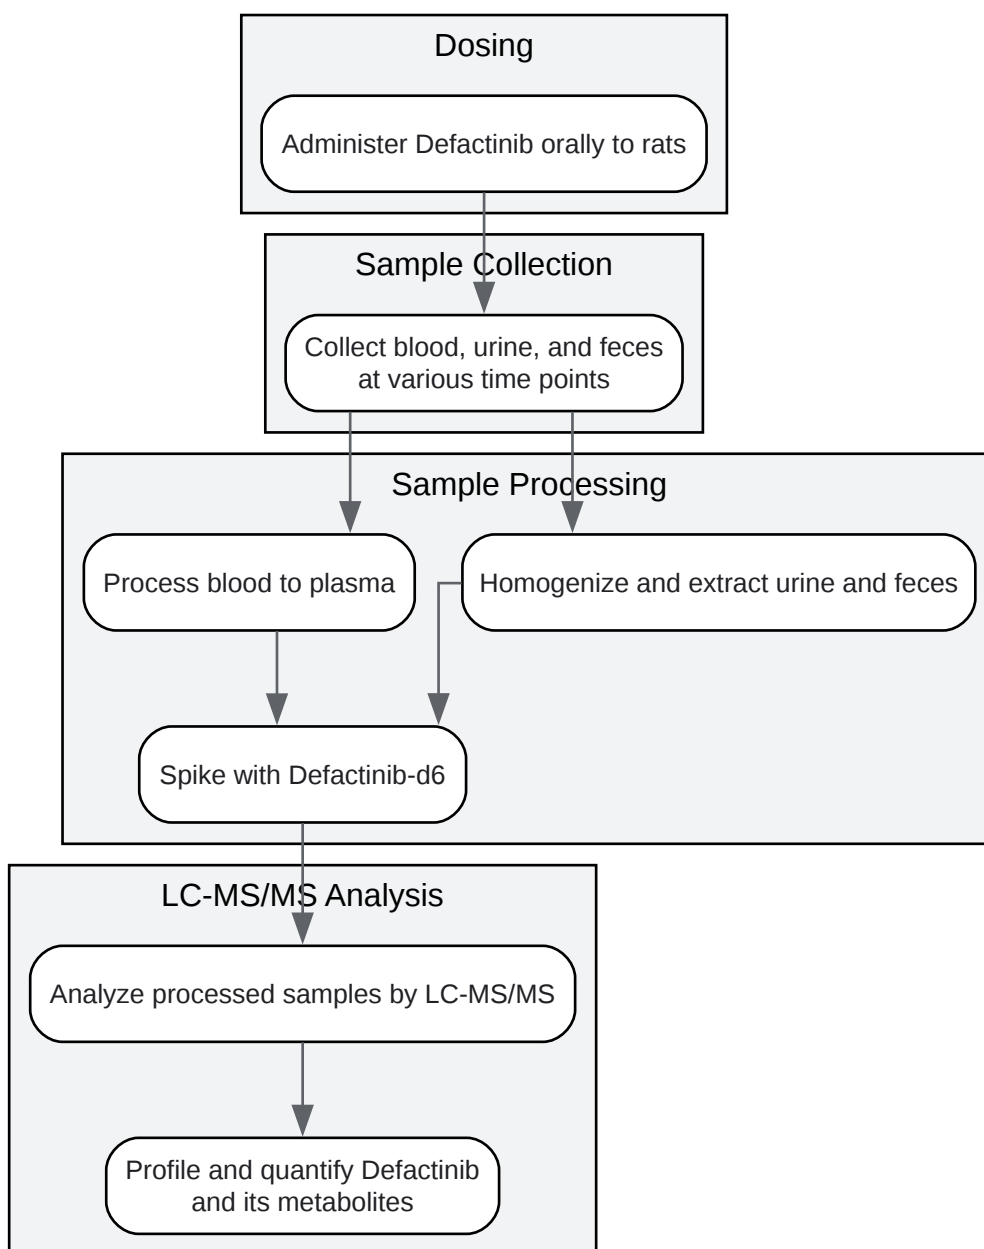 Dosing
Administer Defactinib orally to rats
Sample Collection
Collect blood, urine, and feces
at various time points
Sample Processing
Process blood to plasma
Homogenize and extract urine and feces
Spike with Defactinib-d6
LC-MS/MS Analysis
Analyze processed samples by LC-MS/MS
Profile and quantify Defactinib
and its metabolites